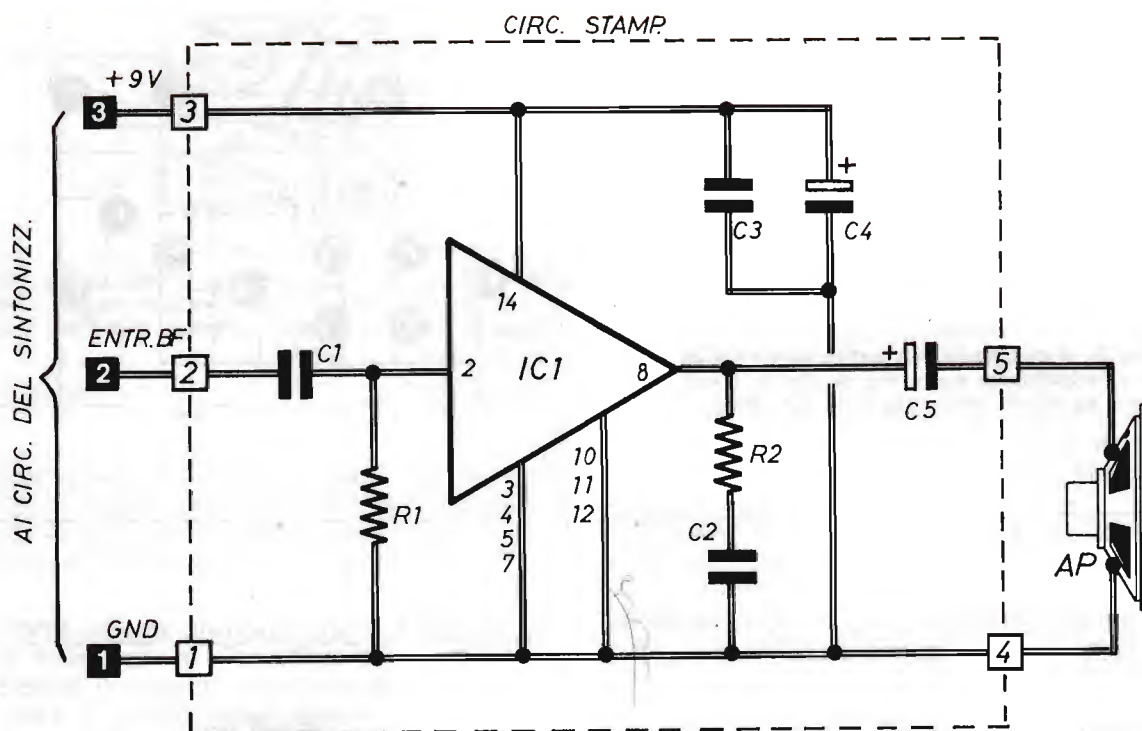 CIRC. STAMP.
+9V
3
3
+
C3
C4
14
AI CIRC. DEL SINTONIZZ.
ENTR.BF
2
2
C1
2
IC1
8
+
C5
5
R1
3
4
5
7
10
11
12
R2
C2
AP
GND
1
1
4